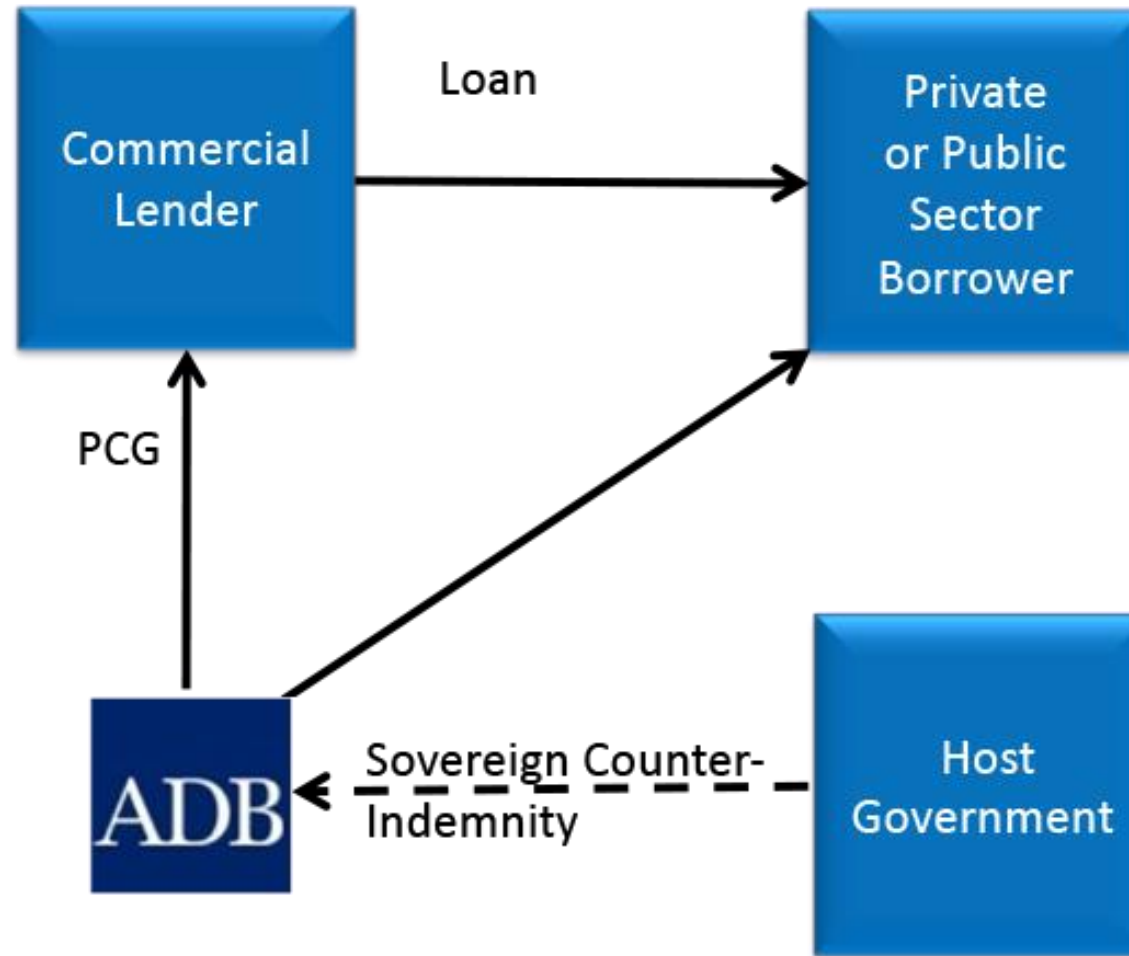 Loan
Commercial
Lender
Private
or Public
Sector
Borrower
PCG
ADB
Sovereign Counter-
Indemnity
Host
Government